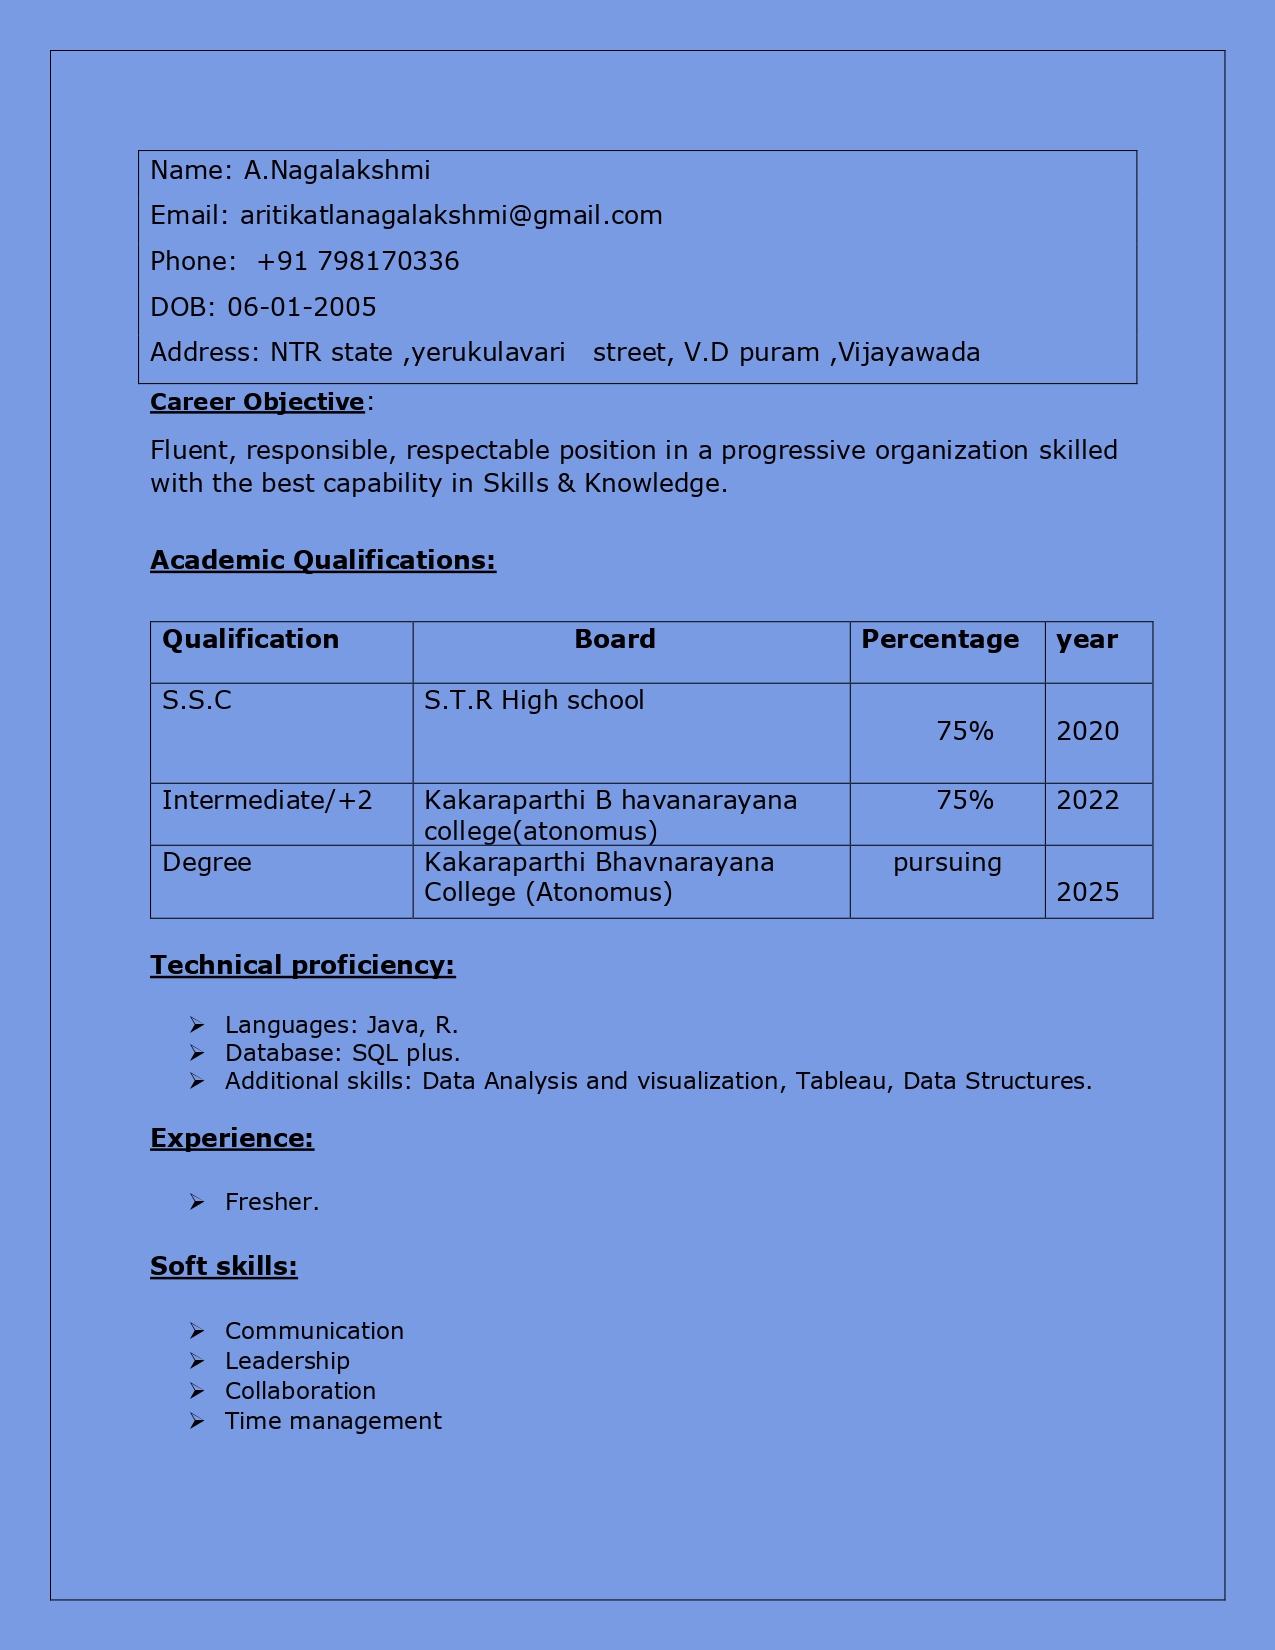 Name: A.Nagalakshmi
Email: aritikatlanagalakshmi@gmail.com
Phone:  +91 798170336
DOB: 06-01-2005
Address: NTR state ,yerukulavari   street, V.D puram ,Vijayawada
Career Objective:
Fluent, responsible, respectable position in a progressive organization skilled
with the best capability in Skills & Knowledge.
Academic Qualifications:
Qualification Board Percentage year
S.S.C S.T.R High school 75% 2020
Intermediate/+2 Kakaraparthi B havanarayana 75% 2022
college(atonomus)
Degree Kakaraparthi Bhavnarayana pursuing
College (Atonomus) 2025
Technical proficiency:
➢ Languages: Java, R.
➢ Database: SQL plus.
➢ Additional skills: Data Analysis and visualization, Tableau, Data Structures.
Experience:
➢ Fresher.
Soft skills:
➢ Communication
➢ Leadership
➢ Collaboration
➢ Time management